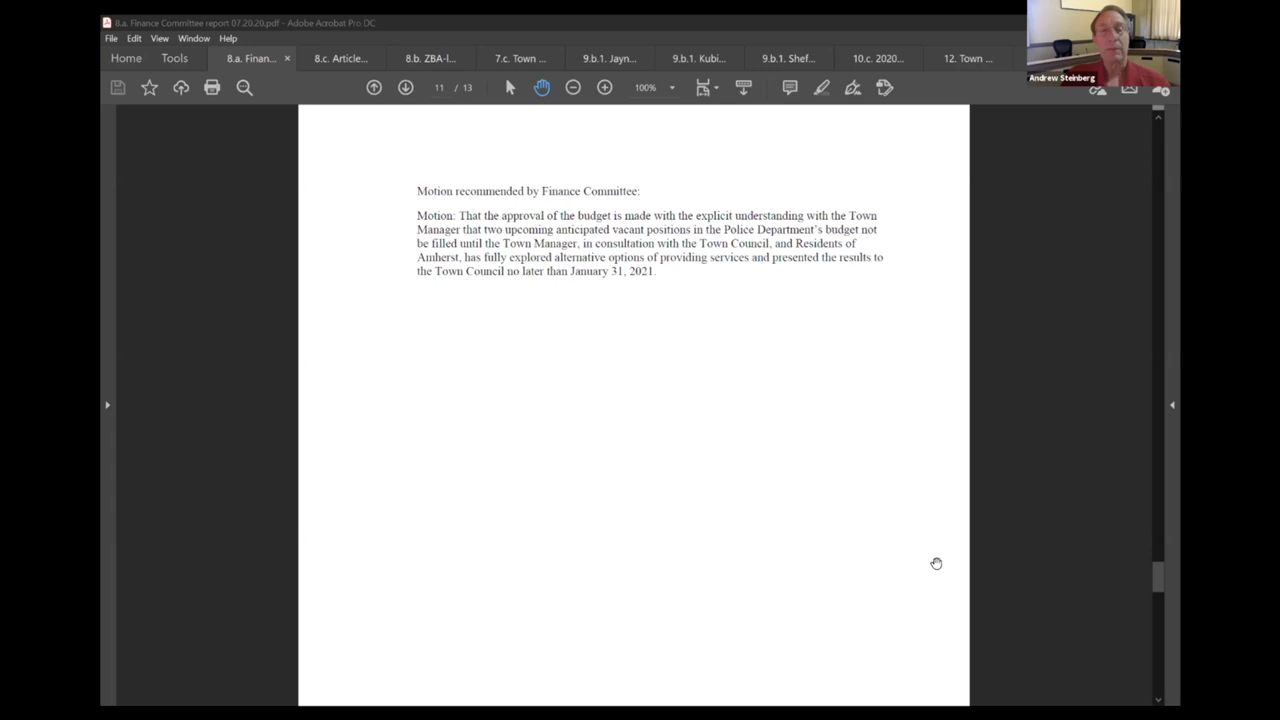 8.a. Finance Committee report 07.20.20.pdf - Adobe Acrobat Pro DC
File Edit View Window Help
Home Tools 8.a. Finan... × 8.c. Article... 8.b. ZBA-l... 7.c. Town ... 9.b.1. Jayn... 9.b.1. Kubi... 9.b.1. Shef... 10.c. 2020... 12. Town ...
Andrew Steinberg
11 / 13 100%
Motion recommended by Finance Committee:
Motion: That the approval of the budget is made with the explicit understanding with the Town
Manager that two upcoming anticipated vacant positions in the Police Department's budget not
be filled until the Town Manager, in consultation with the Town Council, and Residents of
Amherst, has fully explored alternative options of providing services and presented the results to
the Town Council no later than January 31, 2021.